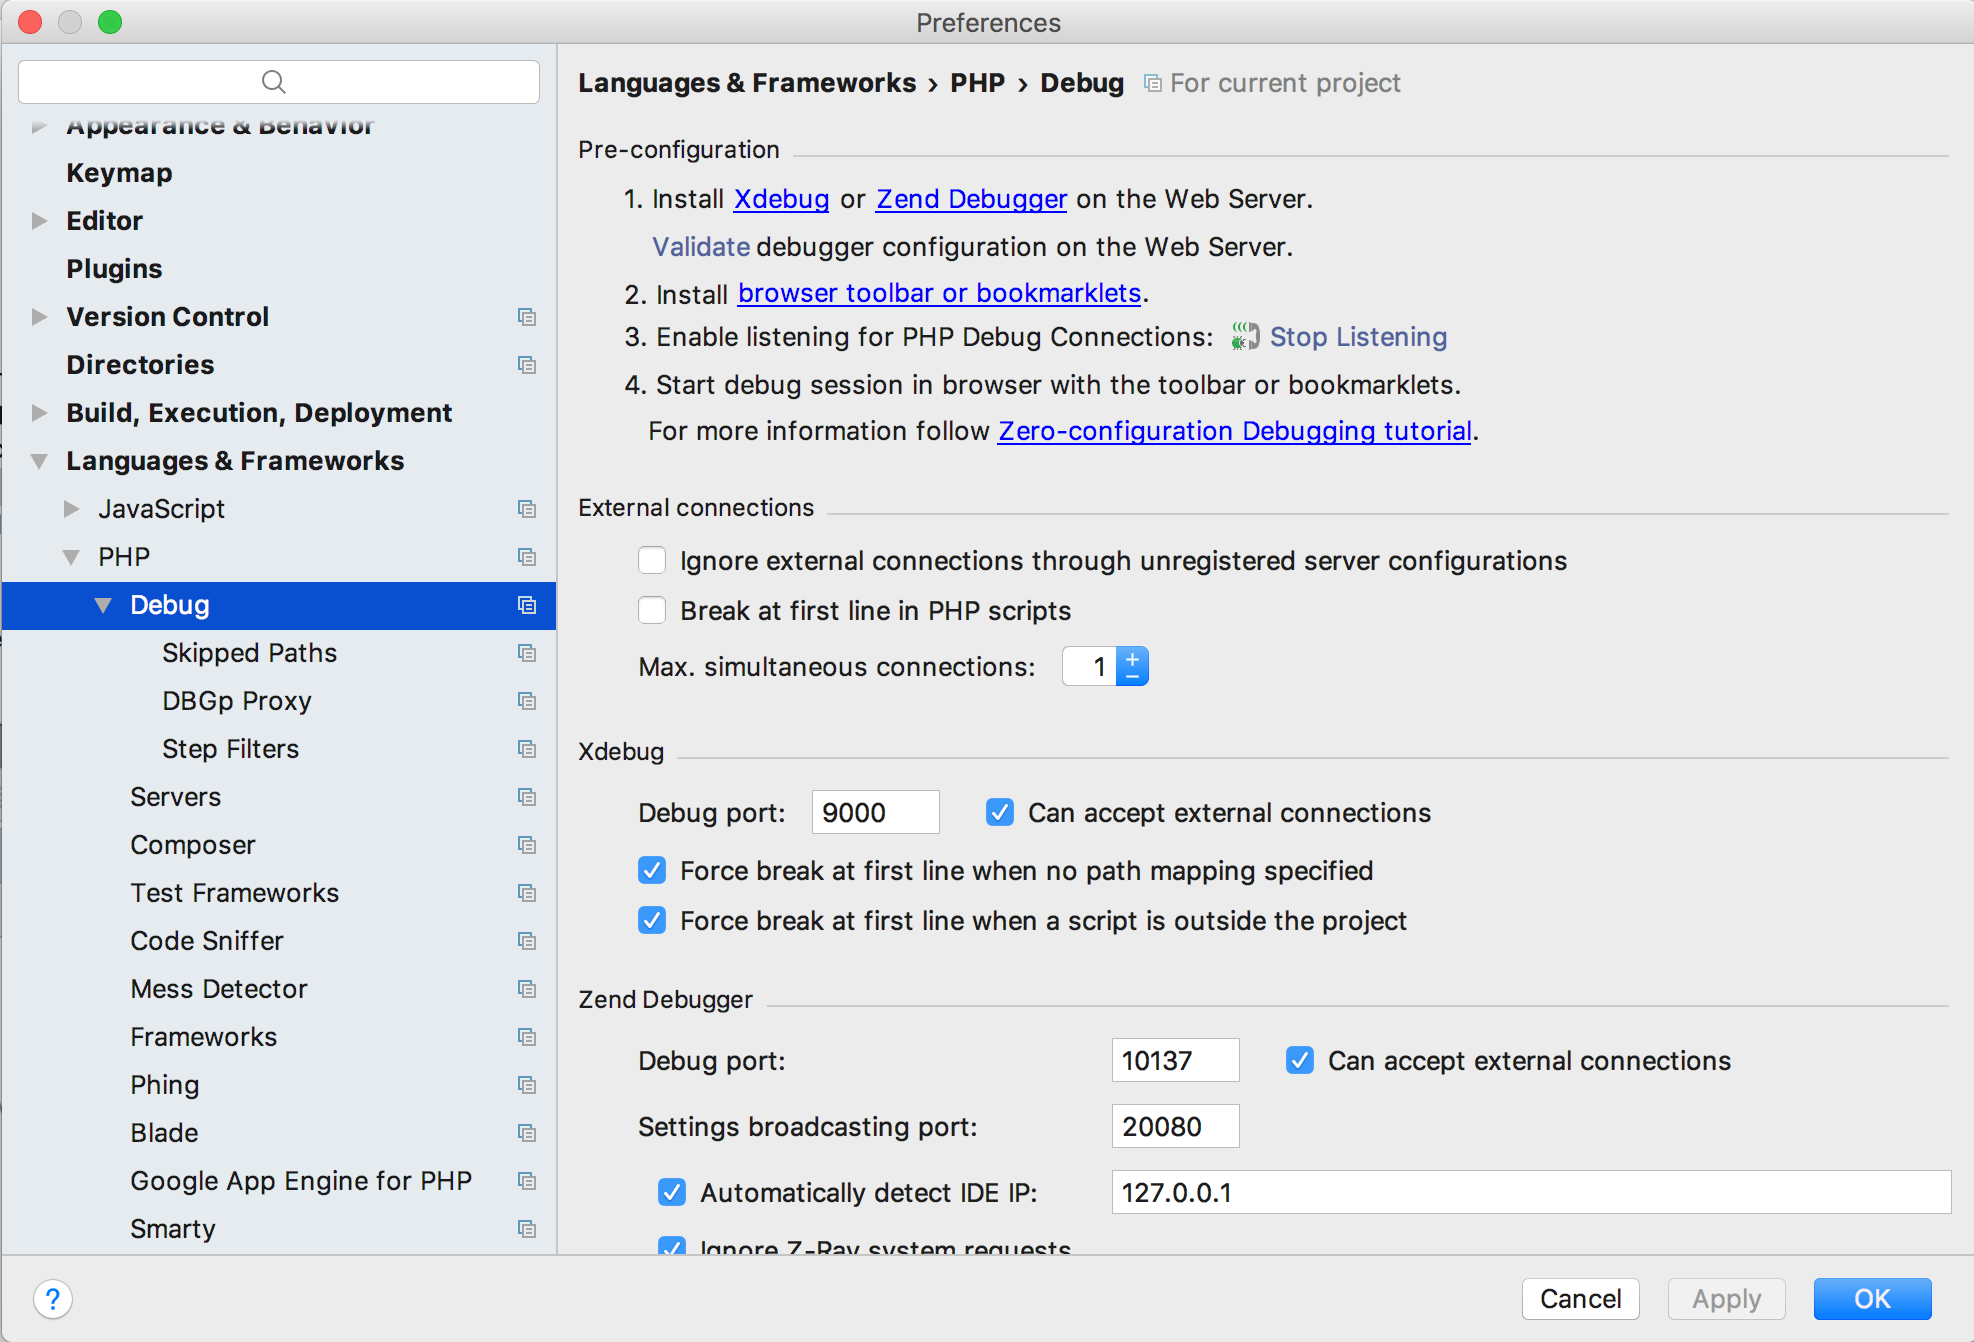 Preferences
Appearance & Behavior
Keymap
Editor
Plugins
Version Control
Directories
Build, Execution, Deployment
Languages & Frameworks
JavaScript
PHP
Debug
Skipped Paths
DBGp Proxy
Step Filters
Servers
Composer
Test Frameworks
Code Sniffer
Mess Detector
Frameworks
Phing
Blade
Google App Engine for PHP
Smarty
Languages & Frameworks › PHP › Debug For current project
Pre-configuration
1. Install Xdebug or Zend Debugger on the Web Server.
Validate debugger configuration on the Web Server.
2. Install browser toolbar or bookmarklets.
3. Enable listening for PHP Debug Connections: Stop Listening
4. Start debug session in browser with the toolbar or bookmarklets.
For more information follow Zero-configuration Debugging tutorial.
External connections
Ignore external connections through unregistered server configurations
Break at first line in PHP scripts
Max. simultaneous connections: 1
Xdebug
Debug port: 9000 Can accept external connections
Force break at first line when no path mapping specified
Force break at first line when a script is outside the project
Zend Debugger
Debug port: 10137 Can accept external connections
Settings broadcasting port: 20080
Automatically detect IDE IP: 127.0.0.1
Ignore Z-Ray system requests
? Cancel Apply OK